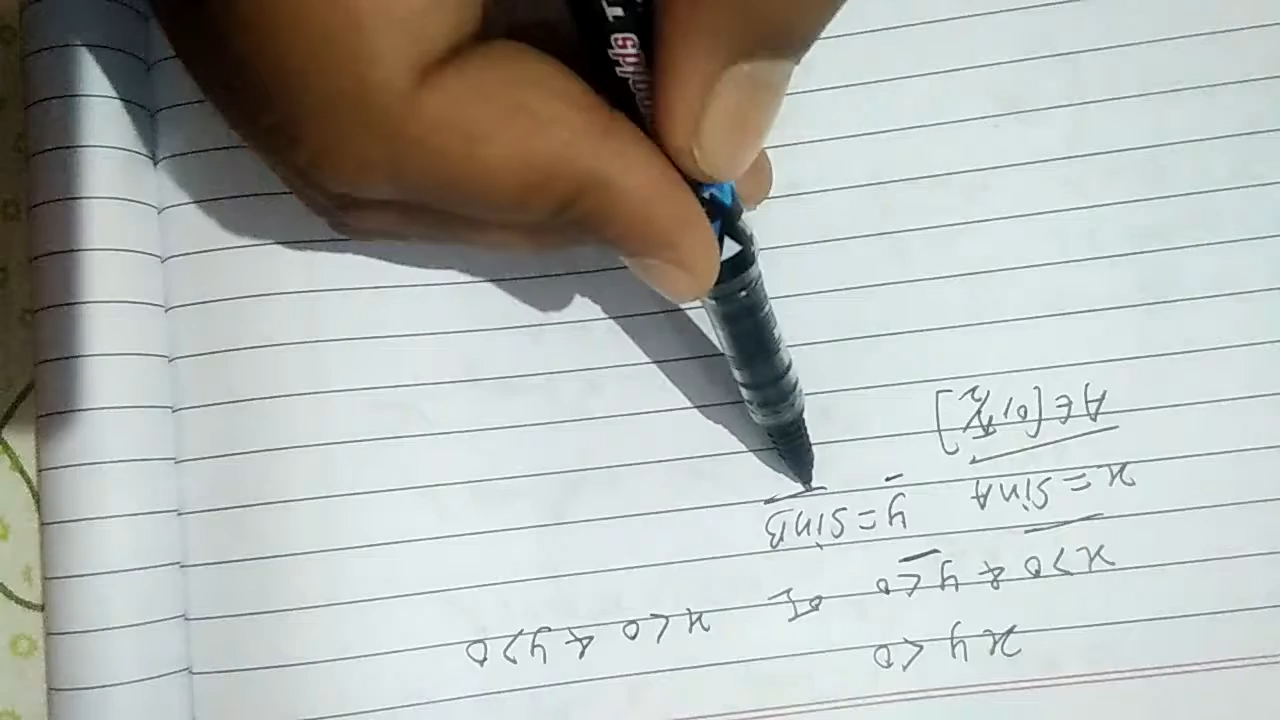 xy<0
x>0 & y<0 or x<0 & y>0
x=sinA y=sinB
A∈[0,π/2]